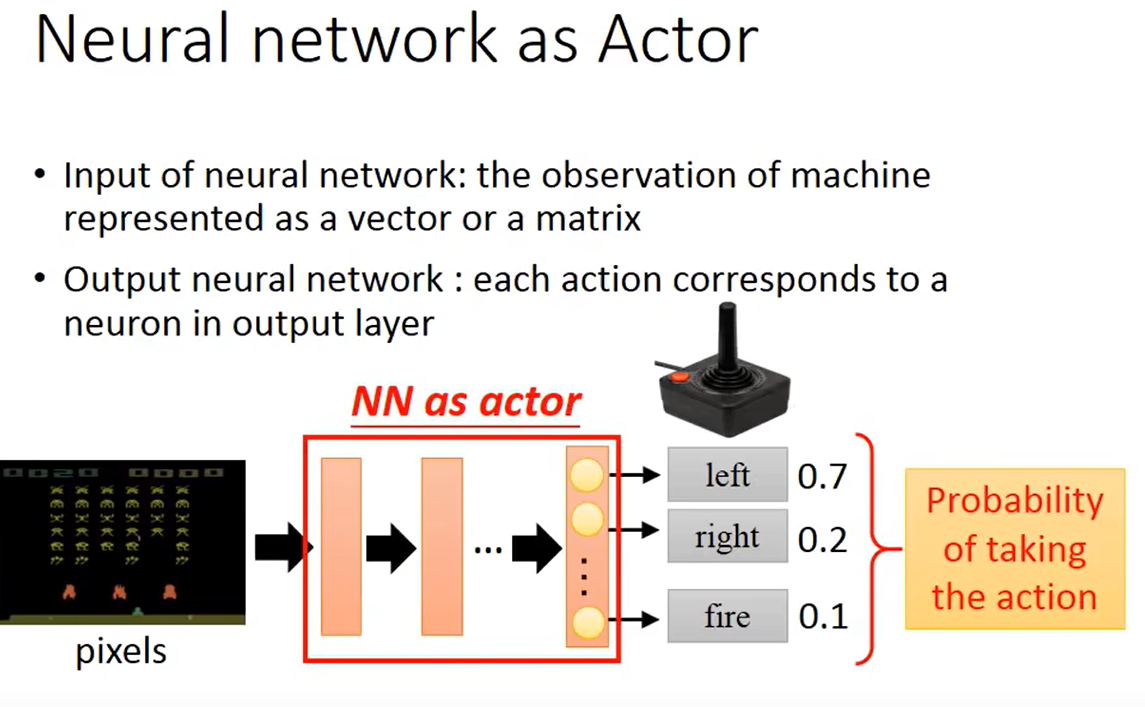 Neural network as Actor
• Input of neural network: the observation of machine
represented as a vector or a matrix
• Output neural network : each action corresponds to a
neuron in output layer
NN as actor
left 0.7
right 0.2
fire 0.1
Probability
of taking
the action
...
pixels